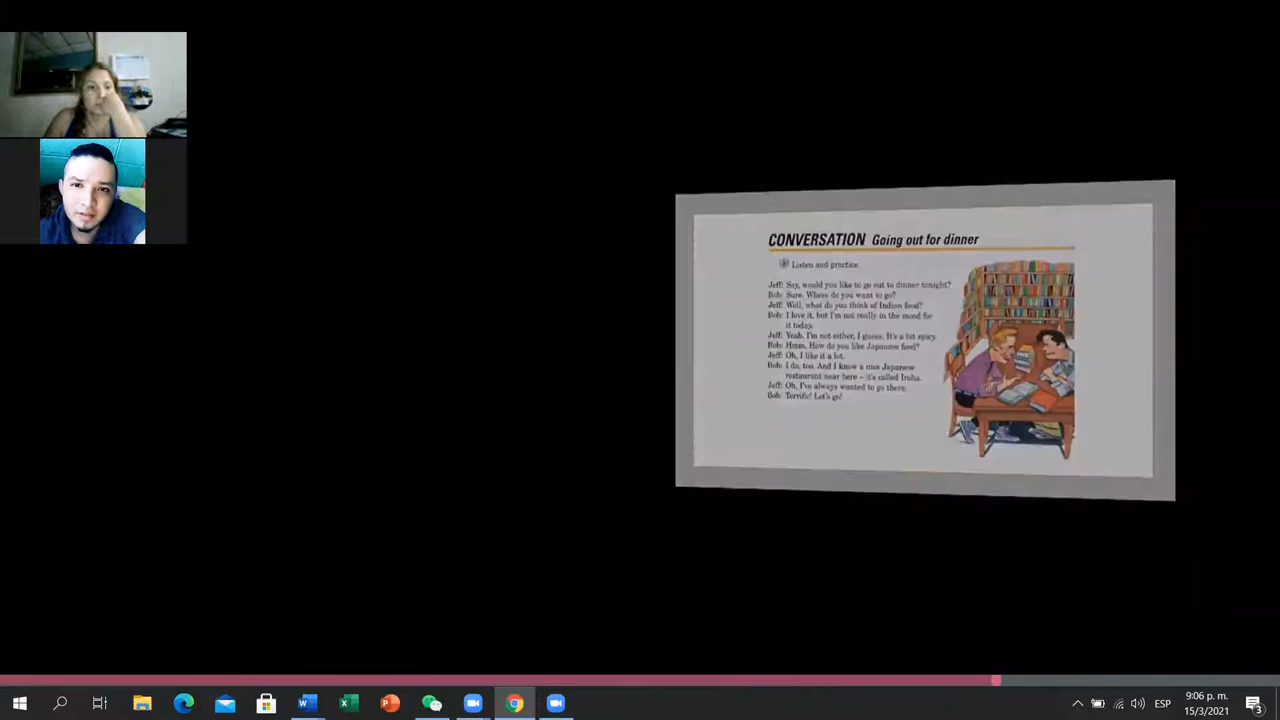 CONVERSATION Going out for dinner
Listen and practice.
Jeff: Say, would you like to go out to dinner tonight?
Bob: Sure. Where do you want to go?
Jeff: Well, what do you think of Indian food?
Bob: I love it, but I'm not really in the mood for
it today.
Jeff: Yeah, I'm not either, I guess. It's a bit spicy.
Bob: Hmm. How do you like Japanese food?
Jeff: Oh, I like it a lot.
Bob: I do, too. And I know a nice Japanese
restaurant near here – it's called Iroha.
Jeff: Oh, I've always wanted to go there.
Bob: Terrific! Let's go!
ESP
9:06 p. m.
15/3/2021
3